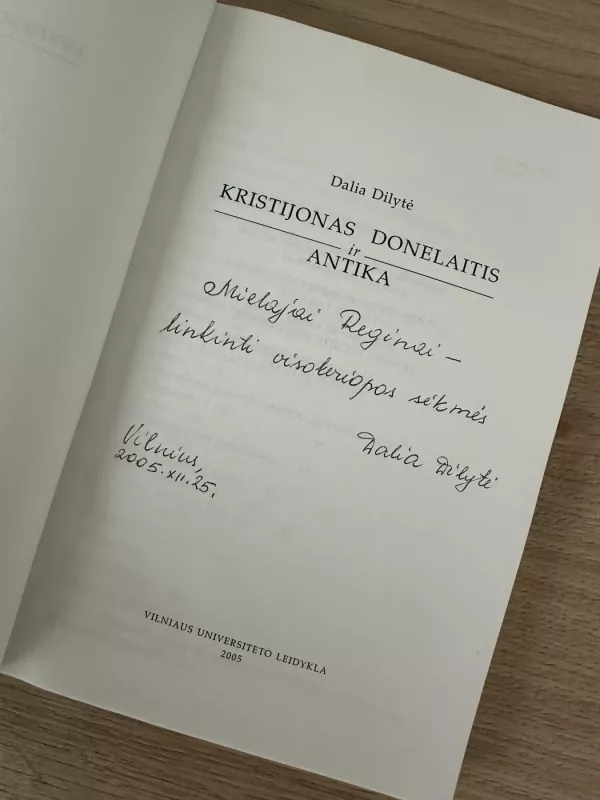 Dalia Dilytė
KRISTIJONAS DONELAITIS
ir
ANTIKA
Mielajai Reginai –
linkinti visokeriopos sėkmės
Dalia Dilytė
Vilnius,
2005.XII.25.
VILNIAUS UNIVERSITETO LEIDYKLA
2005